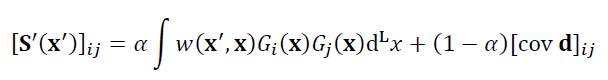 [𝐒′(𝐱′)]ᵢⱼ = α ∫ w(𝐱′, 𝐱)Gᵢ(𝐱)Gⱼ(𝐱)dᴸx + (1 − α)[cov 𝐝]ᵢⱼ